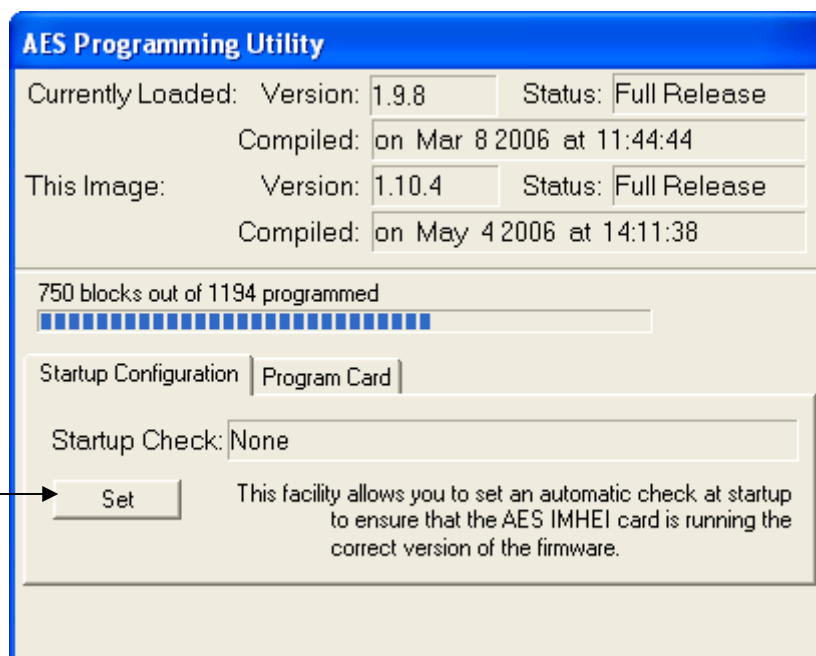 AES Programming Utility
Currently Loaded: Version: 1.9.8 Status: Full Release
Compiled: on Mar 8 2006 at 11:44:44
This Image: Version: 1.10.4 Status: Full Release
Compiled: on May 4 2006 at 14:11:38
750 blocks out of 1194 programmed
Startup Configuration Program Card
Startup Check: None
Set
This facility allows you to set an automatic check at startup
to ensure that the AES IMHEI card is running the
correct version of the firmware.